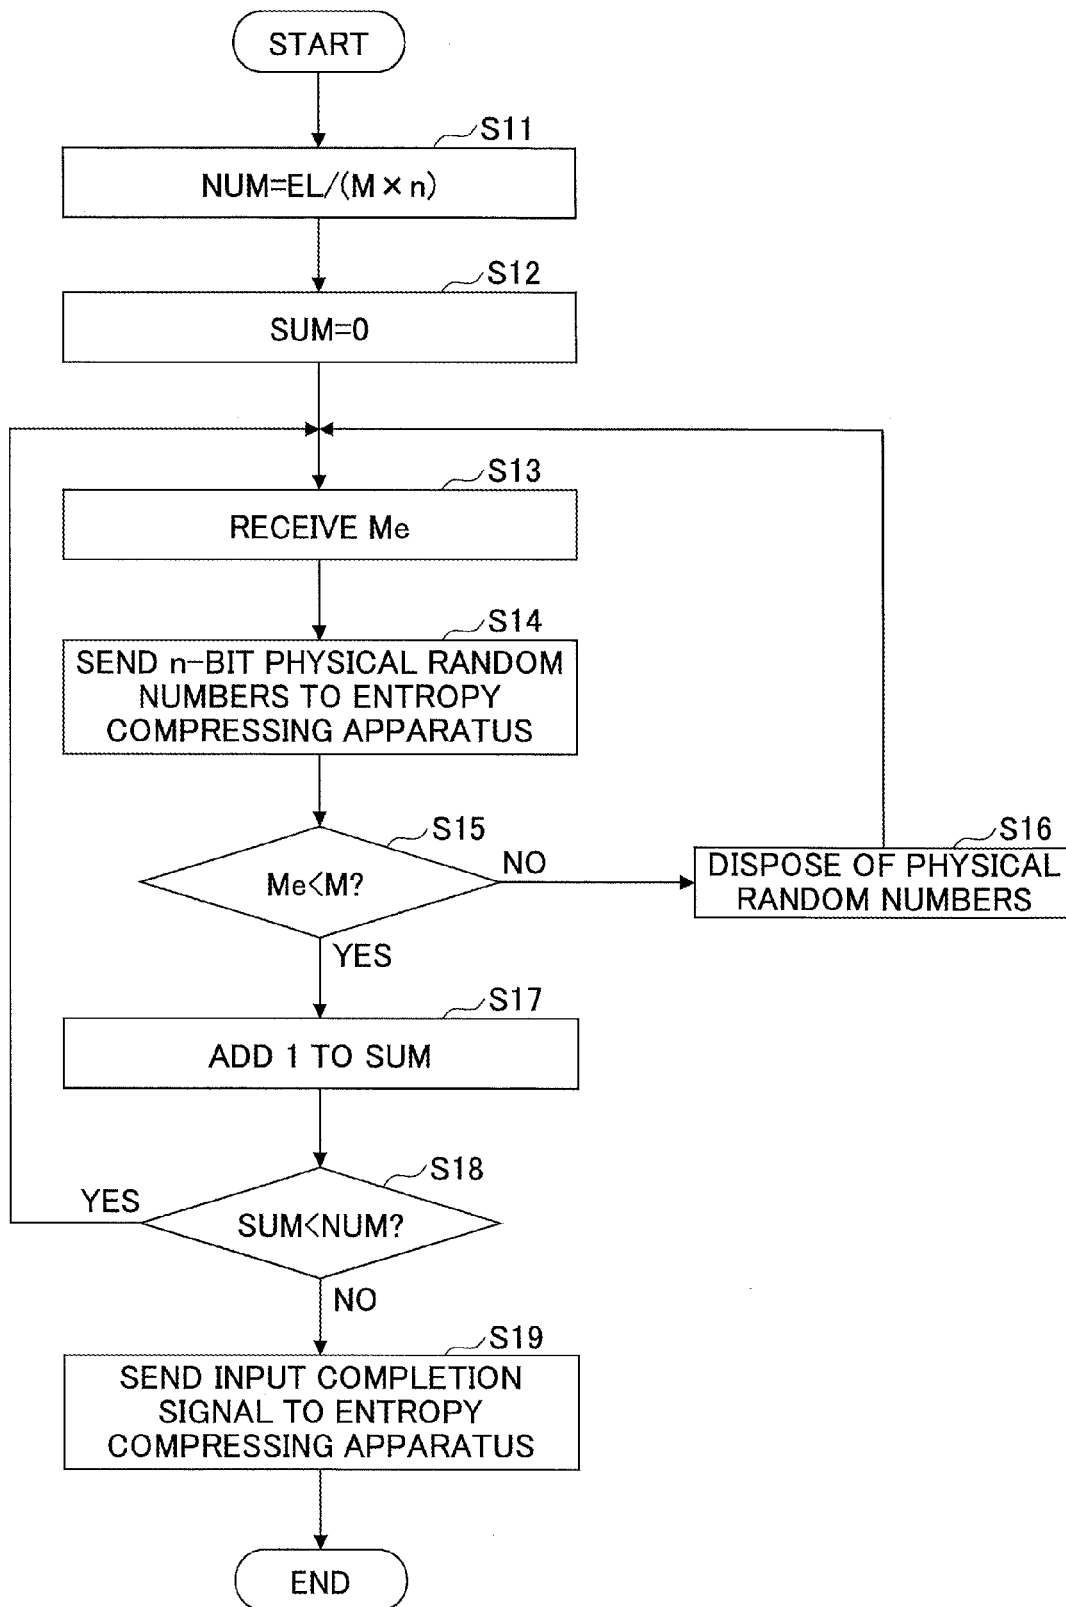 START
S11
NUM=EL/(M×n)
S12
SUM=0
S13
RECEIVE Me
S14
SEND n-BIT PHYSICAL RANDOM
NUMBERS TO ENTROPY
COMPRESSING APPARATUS
S15
Me<M?
NO
S16
DISPOSE OF PHYSICAL
RANDOM NUMBERS
YES
S17
ADD 1 TO SUM
S18
YES
SUM<NUM?
NO
S19
SEND INPUT COMPLETION
SIGNAL TO ENTROPY
COMPRESSING APPARATUS
END